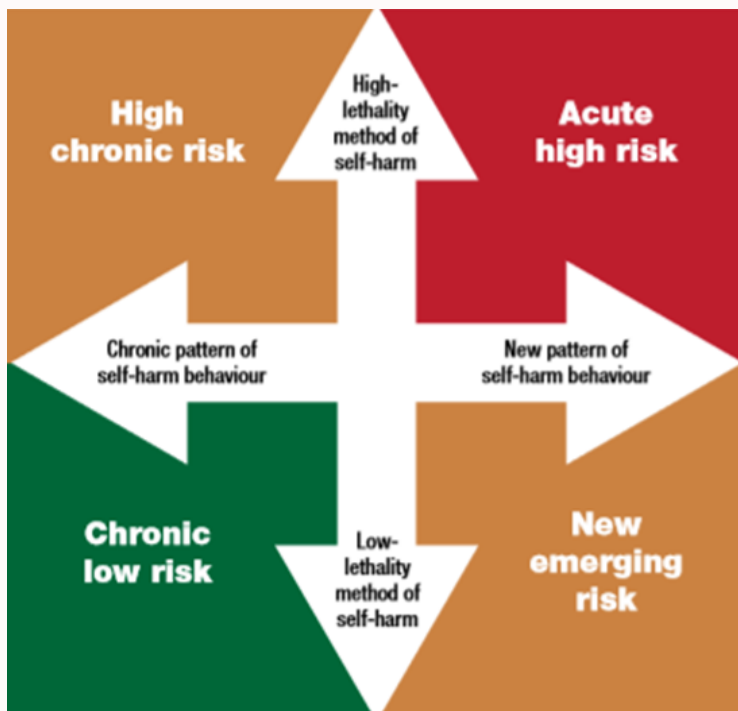 High
chronic risk
High-
lethality
method of
self-harm
Acute
high risk
Chronic pattern of
self-harm behaviour
New pattern of
self-harm behaviour
Chronic
low risk
Low-
lethality
method of
self-harm
New
emerging
risk